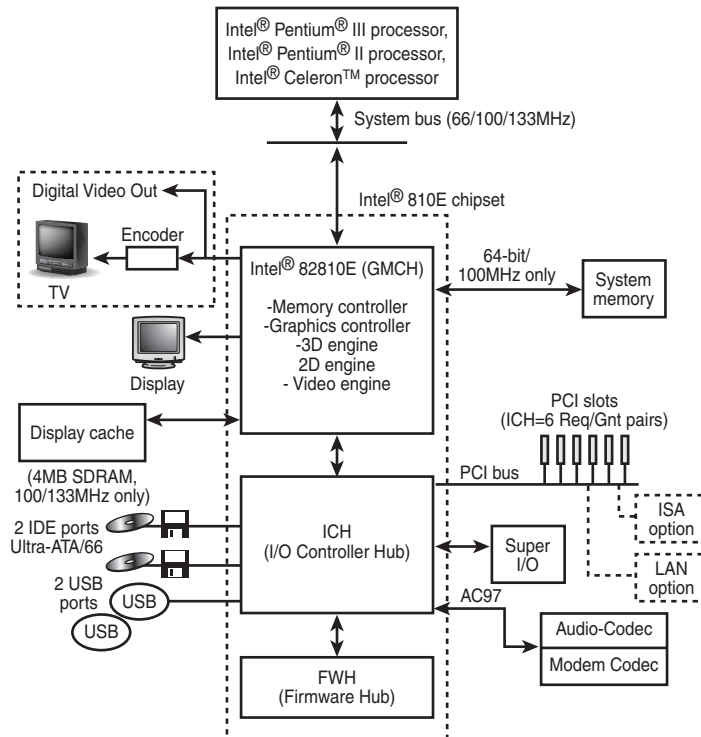 Intel® Pentium® III processor,
Intel® Pentium® II processor,
Intel® Celeron™ processor
System bus (66/100/133MHz)
Intel® 810E chipset
Digital Video Out
Encoder
TV
Intel® 82810E (GMCH)
-Memory controller
-Graphics controller
-3D engine
2D engine
- Video engine
64-bit/
100MHz only
System
memory
Display
Display cache
(4MB SDRAM,
100/133MHz only)
PCI slots
(ICH=6 Req/Gnt pairs)
PCI bus
2 IDE ports
Ultra-ATA/66
ICH
(I/O Controller Hub)
Super
I/O
ISA
option
LAN
option
2 USB
ports
USB
USB
AC97
Audio-Codec
Modem Codec
FWH
(Firmware Hub)